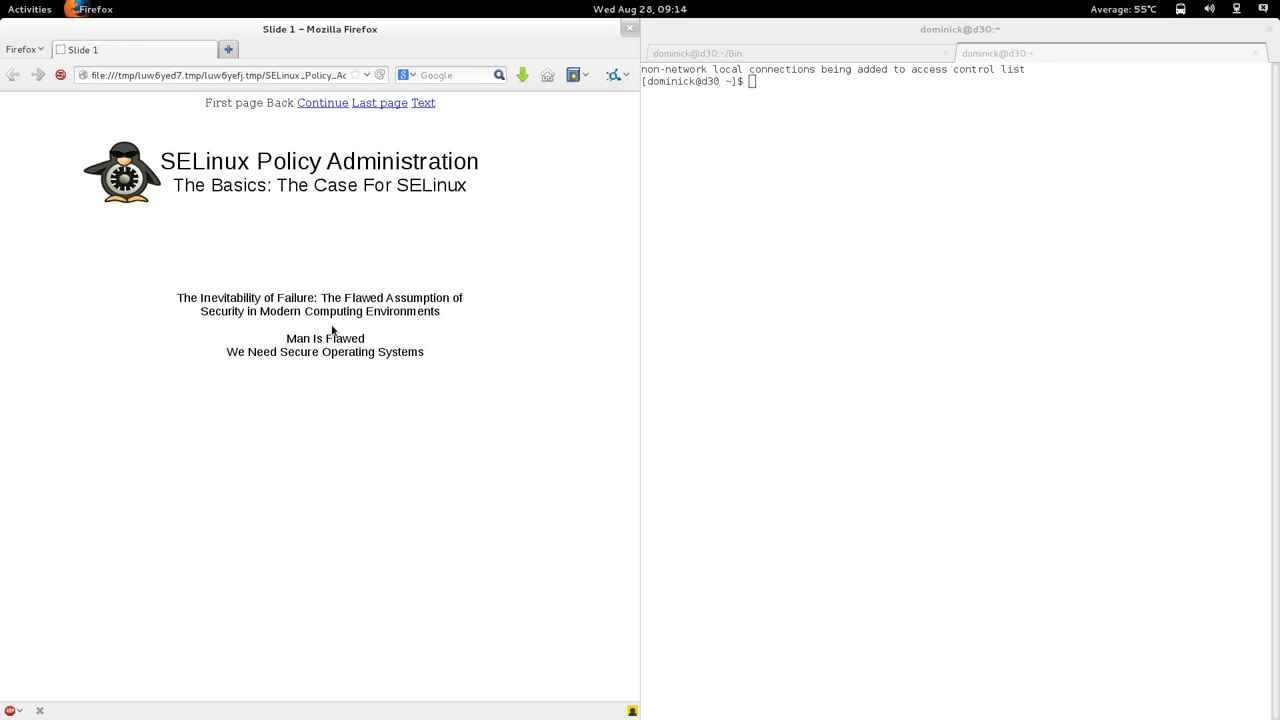 Activities Firefox Wed Aug 28, 09:14 Average: 55°C
Slide 1 - Mozilla Firefox
Firefox Slide 1
file:///tmp/luw6yed7.tmp/luw6yefj.tmp/SELinux_Policy_Ac Google
First page Back Continue Last page Text
SELinux Policy Administration
The Basics: The Case For SELinux
The Inevitability of Failure: The Flawed Assumption of
Security in Modern Computing Environments
Man Is Flawed
We Need Secure Operating Systems
ABP
dominick@d30:~
dominick@d30:~/Bin dominick@d30:~
non-network local connections being added to access control list
[dominick@d30 ~]$